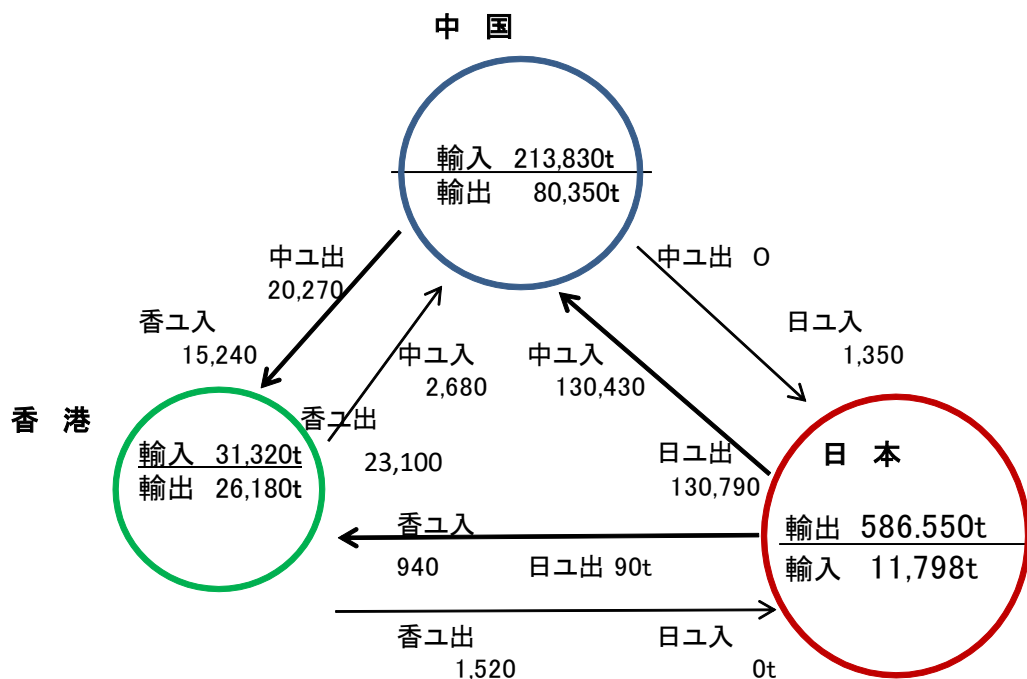 中 国
輸入 213,830t
輸出 80,350t
中ユ出
20,270
中ユ出 0
香ユ入
15,240
日ユ入
1,350
中ユ入
2,680
中ユ入
130,430
香 港
香ユ出
23,100
輸入 31,320t
輸出 26,180t
日ユ出
130,790
日 本
輸出 586.550t
輸入 11,798t
香ユ入
940
日ユ出 90t
香ユ出
1,520
日ユ入
0t